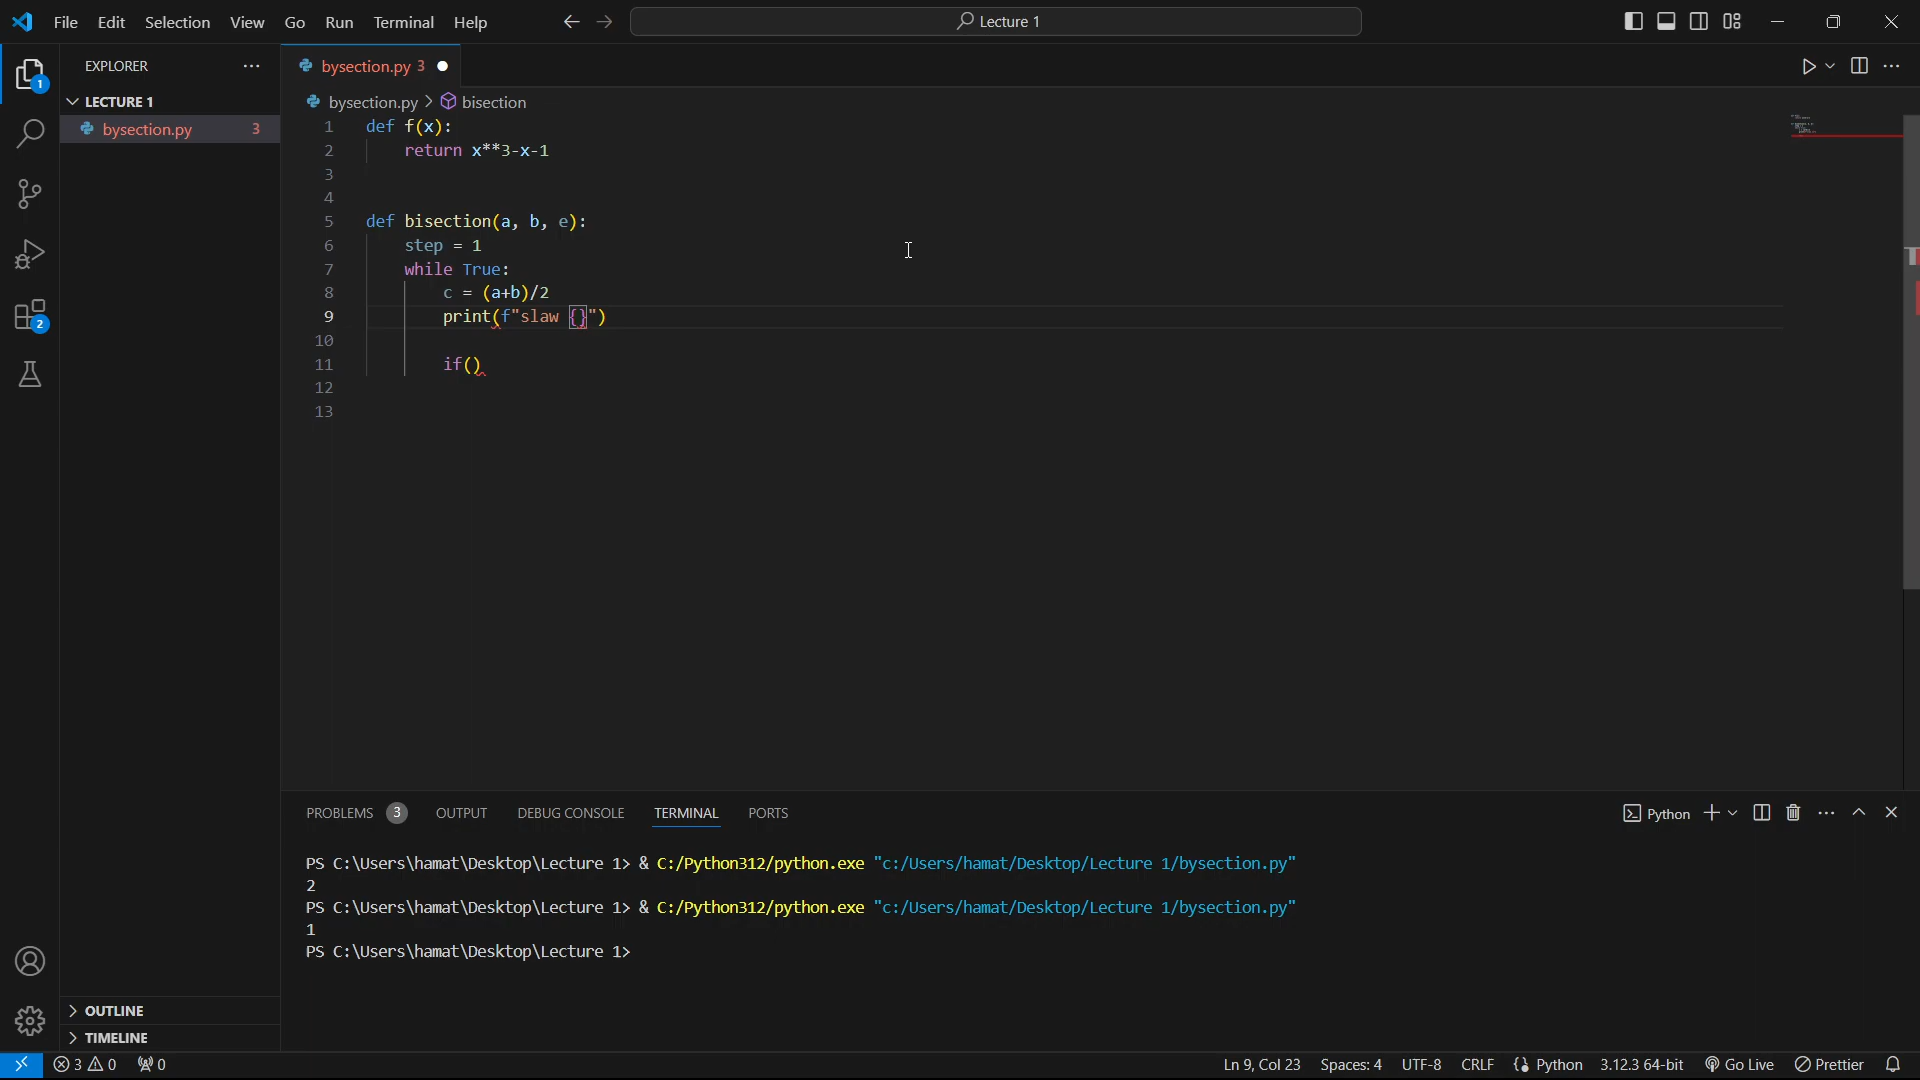 File Edit Selection View Go Run Terminal Help
Lecture 1
1
EXPLORER
LECTURE 1
bysection.py 3
2
OUTLINE
TIMELINE
bysection.py 3
bysection.py > bisection
1 def f(x):
2 return x**3-x-1
3
4
5 def bisection(a, b, e):
6 step = 1
7 while True:
8 c = (a+b)/2
9 print(f"slaw {}")
10
11 if()
12
13
PROBLEMS 3 OUTPUT DEBUG CONSOLE TERMINAL PORTS
Python
PS C:\Users\hamat\Desktop\Lecture 1> & C:/Python312/python.exe "c:/Users/hamat/Desktop/Lecture 1/bysection.py"
2
PS C:\Users\hamat\Desktop\Lecture 1> & C:/Python312/python.exe "c:/Users/hamat/Desktop/Lecture 1/bysection.py"
1
PS C:\Users\hamat\Desktop\Lecture 1>
3 0 0
Ln 9, Col 23 Spaces: 4 UTF-8 CRLF {} Python 3.12.3 64-bit Go Live Prettier